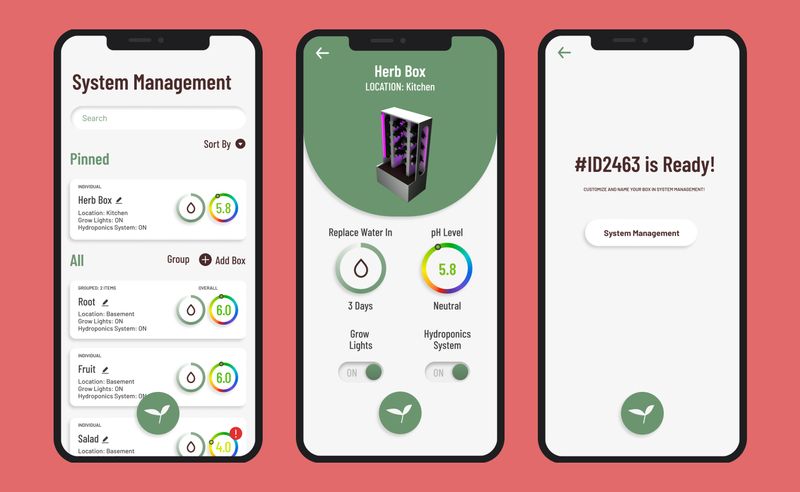 System Management
Search
Sort By
Pinned
INDIVIDUAL
Herb Box
Location: Kitchen
Grow Lights: ON
Hydroponics System: ON
5.8
All
Group
Add Box
GROUPED: 2 ITEMS
OVERALL
Root
Location: Basement
Grow Lights: ON
Hydroponics System: ON
6.0
INDIVIDUAL
Fruit
Location: Basement
Grow Lights: ON
Hydroponics System: ON
6.0
INDIVIDUAL
Salad
Location: Basement
4.0
!
Herb Box
LOCATION: Kitchen
Replace Water In
pH Level
5.8
3 Days
Neutral
Grow
Lights
Hydroponics
System
ON
ON
#ID2463 is Ready!
CUSTOMIZE AND NAME YOUR BOX IN SYSTEM MANAGEMENT!
System Management